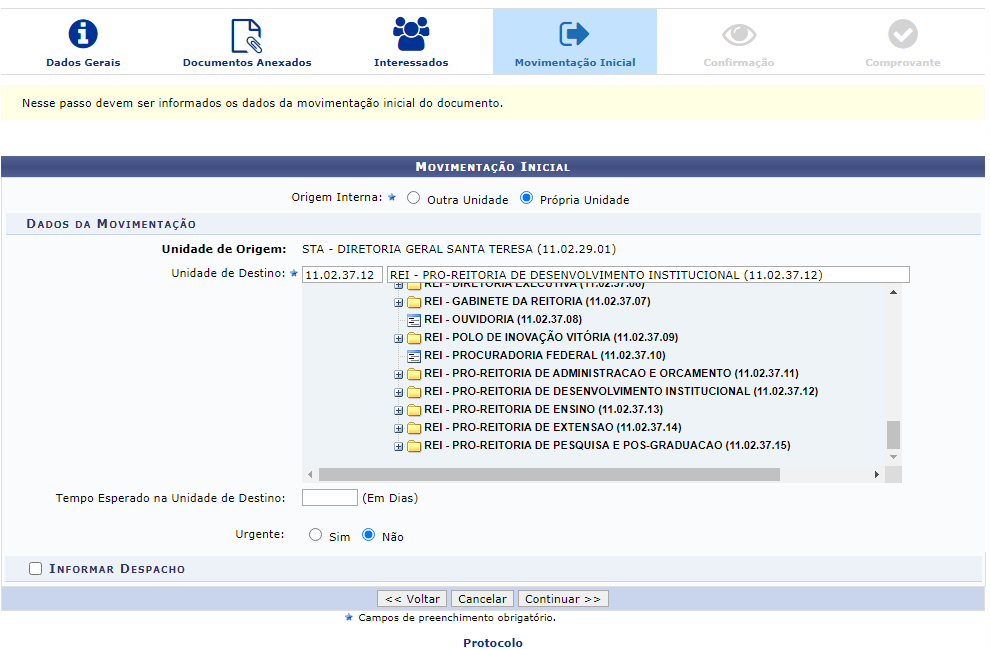 Dados Gerais
Documentos Anexados
Interessados
Movimentação Inicial
Confirmação
Comprovante
Nesse passo devem ser informados os dados da movimentação inicial do documento.
Movimentação Inicial
Origem Interna: Outra Unidade Própria Unidade
Dados da Movimentação
Unidade de Origem: STA - DIRETORIA GERAL SANTA TERESA (11.02.29.01)
Unidade de Destino: 11.02.37.12 REI - PRO-REITORIA DE DESENVOLVIMENTO INSTITUCIONAL (11.02.37.12)
REI - DIRETORIA EXECUTIVA (11.02.37.06)
REI - GABINETE DA REITORIA (11.02.37.07)
REI - OUVIDORIA (11.02.37.08)
REI - POLO DE INOVAÇÃO VITÓRIA (11.02.37.09)
REI - PROCURADORIA FEDERAL (11.02.37.10)
REI - PRO-REITORIA DE ADMINISTRACAO E ORCAMENTO (11.02.37.11)
REI - PRO-REITORIA DE DESENVOLVIMENTO INSTITUCIONAL (11.02.37.12)
REI - PRO-REITORIA DE ENSINO (11.02.37.13)
REI - PRO-REITORIA DE EXTENSAO (11.02.37.14)
REI - PRO-REITORIA DE PESQUISA E POS-GRADUACAO (11.02.37.15)
Tempo Esperado na Unidade de Destino: (Em Dias)
Urgente: Sim Não
Informar Despacho
<< Voltar Cancelar Continuar >>
Campos de preenchimento obrigatório.
Protocolo